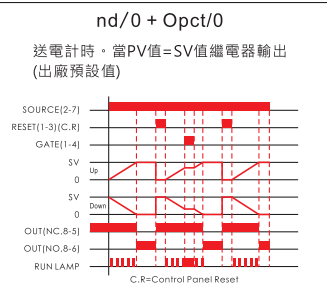 nd/0 + Opct/0
送電計時。當PV值=SV值繼電器輸出
(出廠預設值)
SOURCE(2-7)
RESET(1-3)(C.R)
GATE(1-4)
SV
Up
0
SV
Down
0
OUT(NC,8-5)
OUT(NO,8-6)
RUN LAMP
C.R=Control Panel Reset